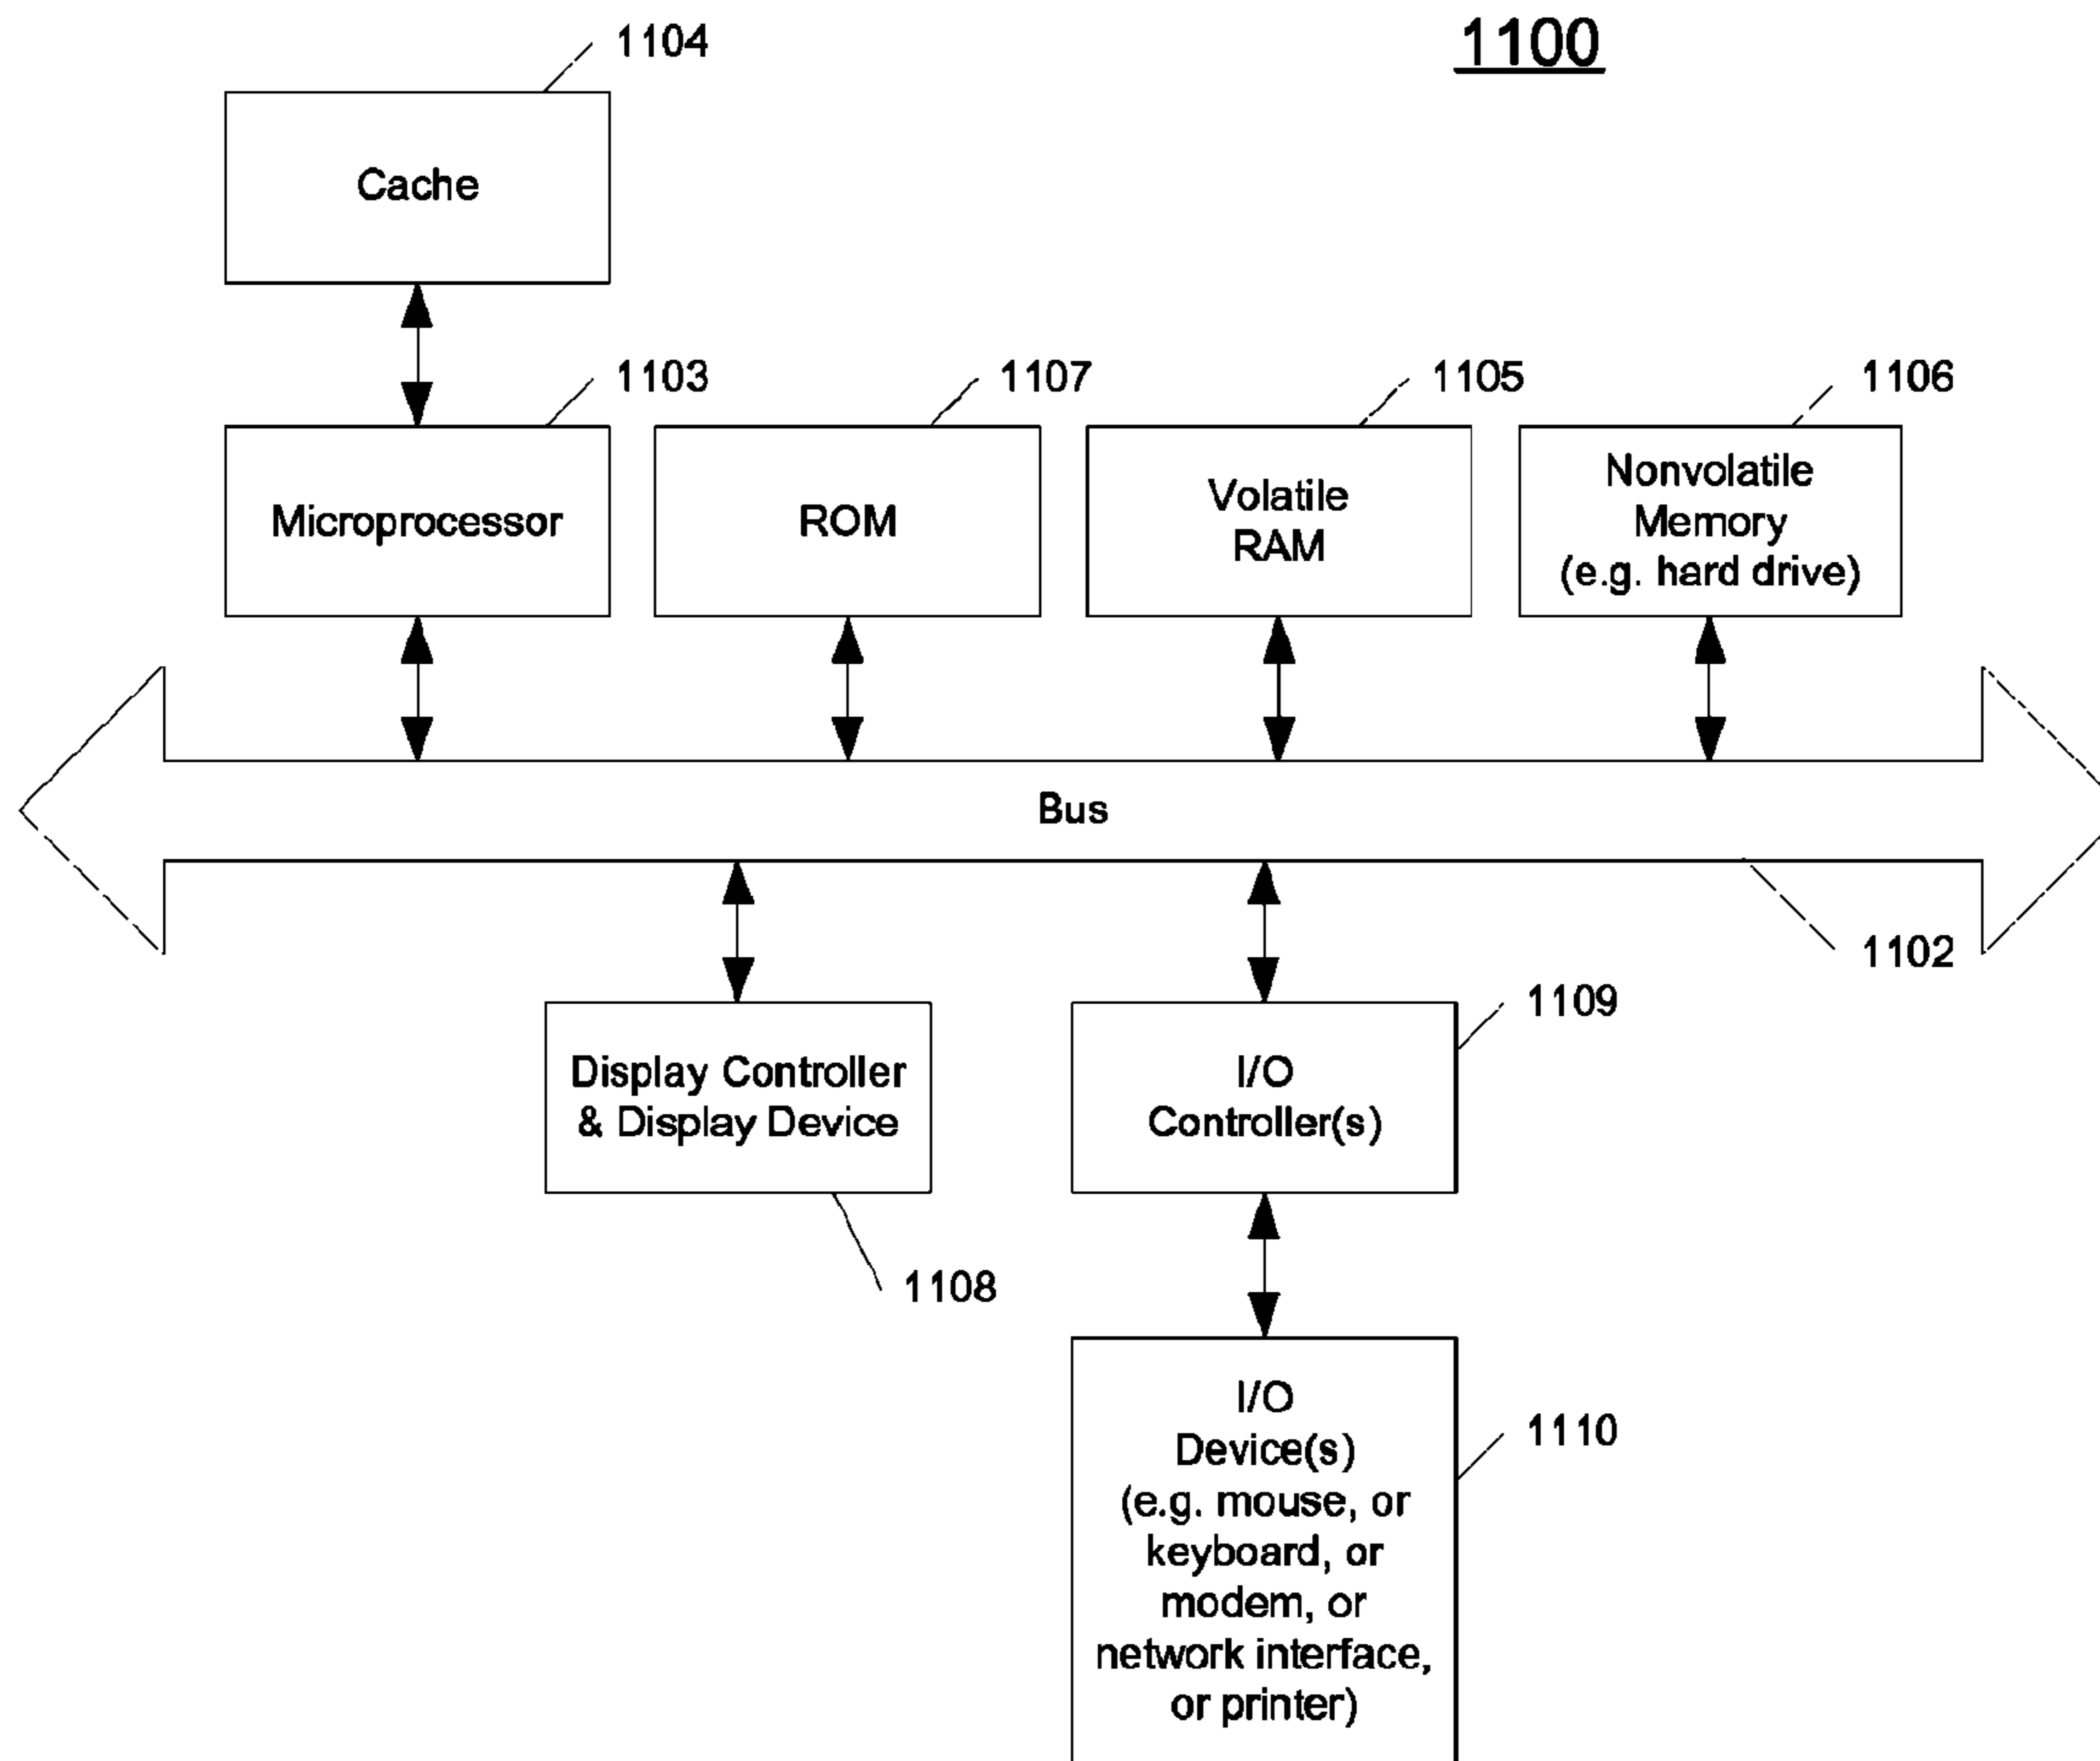 1100
1104
Cache
1103
1107
1105
1106
Microprocessor
ROM
Volatile
RAM
Nonvolatile
Memory
(e.g. hard drive)
Bus
1102
1109
Display Controller
& Display Device
I/O
Controller(s)
1108
1110
I/O
Device(s)
(e.g. mouse, or
keyboard, or
modem, or
network interface,
or printer)